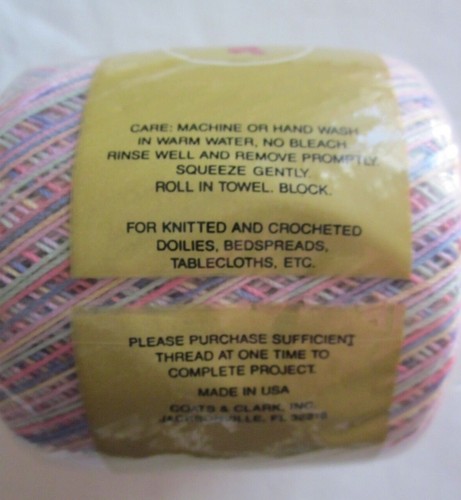 CARE: MACHINE OR HAND WASH
IN WARM WATER, NO BLEACH
RINSE WELL AND REMOVE PROMPTLY
SQUEEZE GENTLY.
ROLL IN TOWEL. BLOCK.
FOR KNITTED AND CROCHETED
DOILIES, BEDSPREADS,
TABLECLOTHS, ETC.
PLEASE PURCHASE SUFFICIENT
THREAD AT ONE TIME TO
COMPLETE PROJECT.
MADE IN USA
COATS & CLARK, INC.
JACKSONVILLE, FL